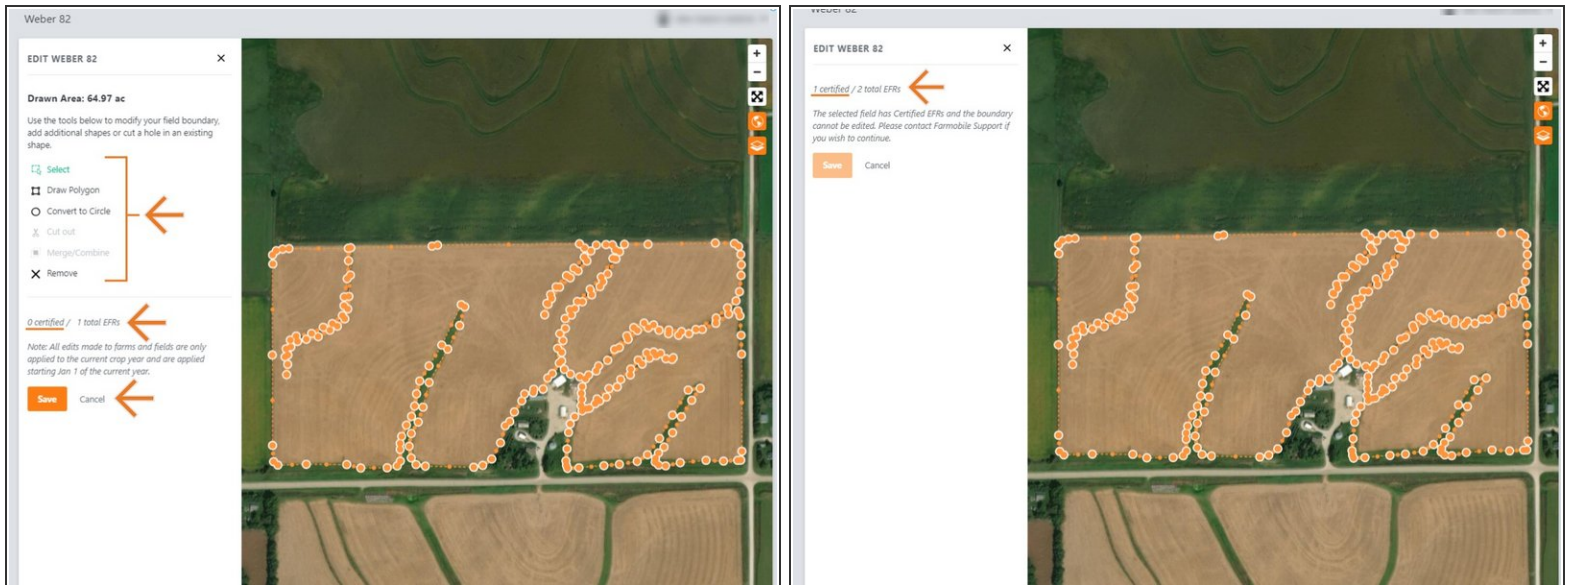 Weber 82
EDIT WEBER 82
Drawn Area: 64.97 ac
Use the tools below to modify your field boundary,
add additional shapes or cut a hole in an existing
shape.
Select
Draw Polygon
Convert to Circle
Cut out
Merge/Combine
Remove
0 certified / 1 total EFRs
Note: All edits made to farms and fields are only
applied to the current crop year and are applied
starting Jan 1 of the current year.
Save Cancel
Weber 82
EDIT WEBER 82
1 certified / 2 total EFRs
The selected field has Certified EFRs and the boundary
cannot be edited. Please contact Farmobile Support if
you wish to continue.
Save Cancel